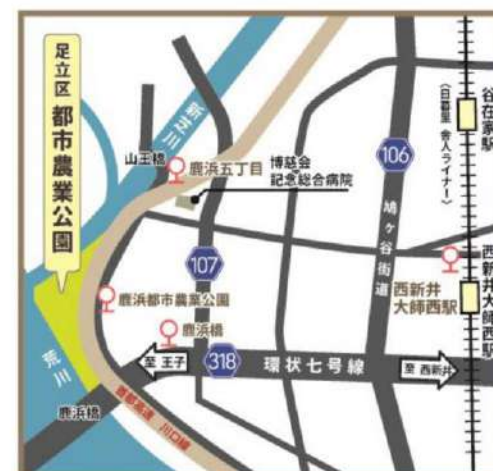 足立区
都市農業公園
新芝川
山王橋
鹿浜五丁目
博慈会
記念総合病院
106
鳩ヶ谷街道
〈日暮里 舎人ライナー〉
谷在家駅
107
鹿浜都市農業公園
西新井
大師西駅
西新井大師西駅
荒川
鹿浜橋
至 王子
318
環状七号線
至 西新井
鹿浜橋
首都高速 川口線